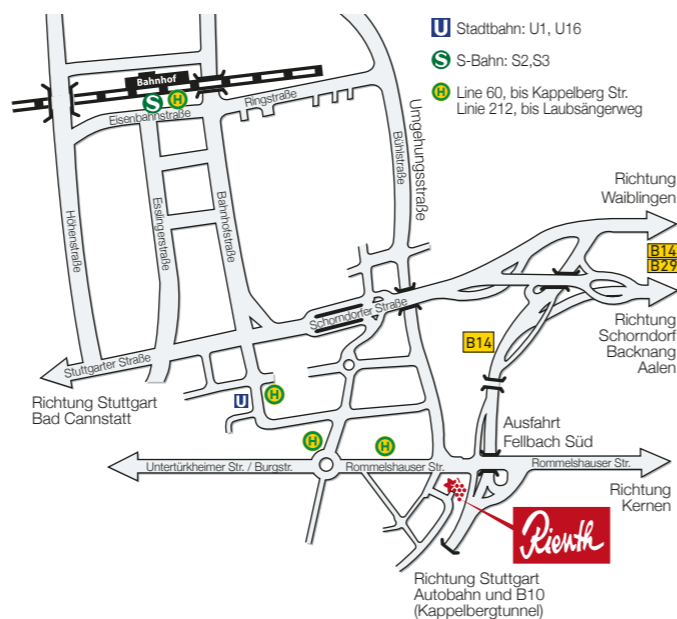 U Stadtbahn: U1, U16
S S-Bahn: S2,S3
H Line 60, bis Kappelberg Str.
Linie 212, bis Laubsängerweg
Bahnhof
S
H
Eisenbahnstraße
Ringstraße
Umgehungsstraße
Bühlstraße
Höhenstraße
Esslingerstraße
Bahnhofstraße
Richtung
Waiblingen
B14
B29
Schorndorfer Straße
Richtung
Schorndorf
Backnang
Aalen
B14
Stuttgarter Straße
Richtung Stuttgart
Bad Cannstatt
U
H
H
H
Ausfahrt
Fellbach Süd
Untertürkheimer Str. / Burgstr.
Rommelshauser Str.
Rommelshauser Str.
Richtung
Kernen
Rienth
Richtung Stuttgart
Autobahn und B10
(Kappelbergtunnel)